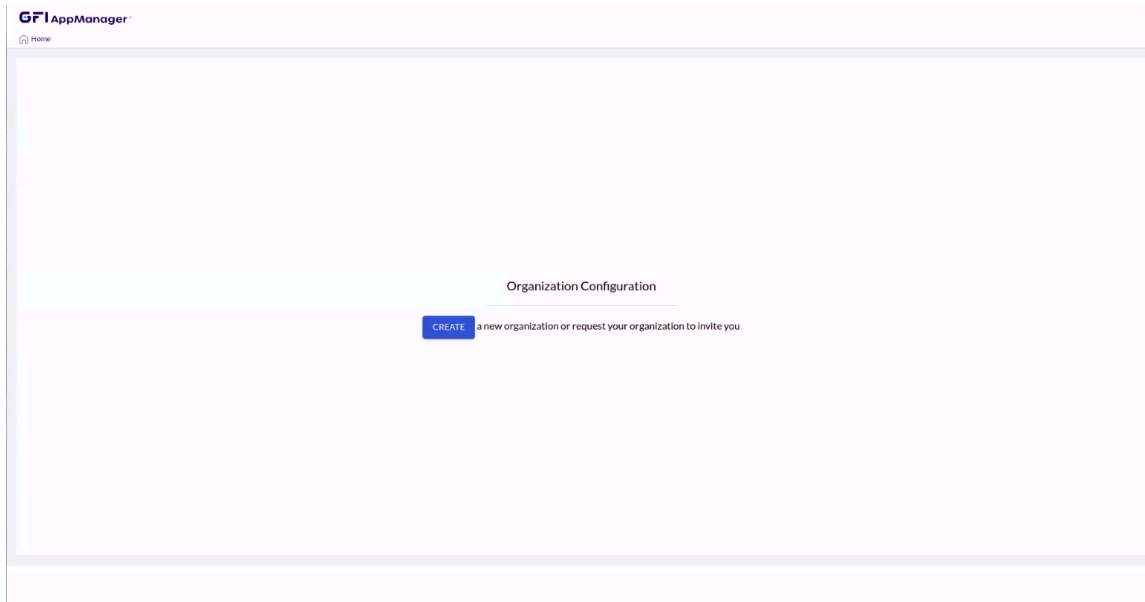 GFI AppManager
Home
Organization Configuration
CREATE a new organization or request your organization to invite you